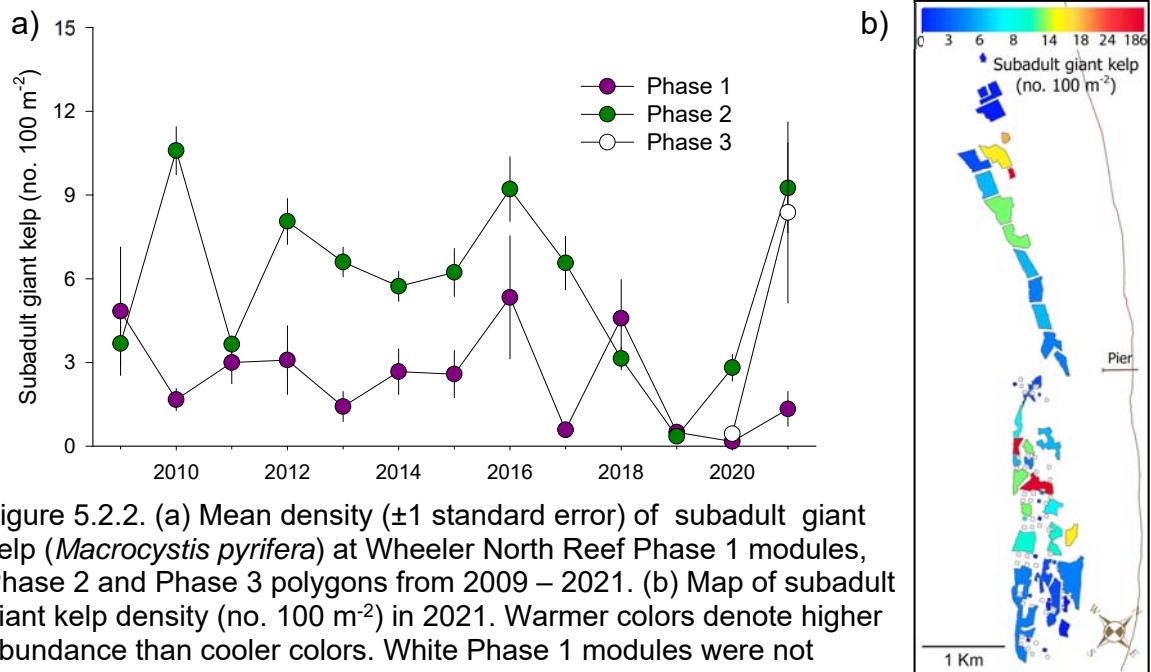 a)
15
12
9
6
3
0
Subadult giant kelp (no. 100 m-2)
Phase 1
Phase 2
Phase 3
2010 2012 2014 2016 2018 2020
b)
0 3 6 8 14 18 24 186
Subadult giant kelp
(no. 100 m-2)
Pier
1 Km
N
W
S
E
igure 5.2.2. (a) Mean density (±1 standard error) of subadult giant
elp (Macrocystis pyrifera) at Wheeler North Reef Phase 1 modules,
Phase 2 and Phase 3 polygons from 2009 – 2021. (b) Map of subadult
iant kelp density (no. 100 m-2) in 2021. Warmer colors denote higher
bundance than cooler colors. White Phase 1 modules were not